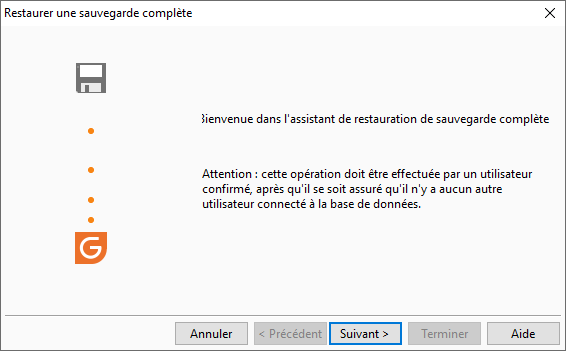 Restaurer une sauvegarde complète
Bienvenue dans l'assistant de restauration de sauvegarde complète
Attention : cette opération doit être effectuée par un utilisateur
confirmé, après qu'il se soit assuré qu'il n'y a aucun autre
utilisateur connecté à la base de données.
G
Annuler
< Précédent
Suivant >
Terminer
Aide